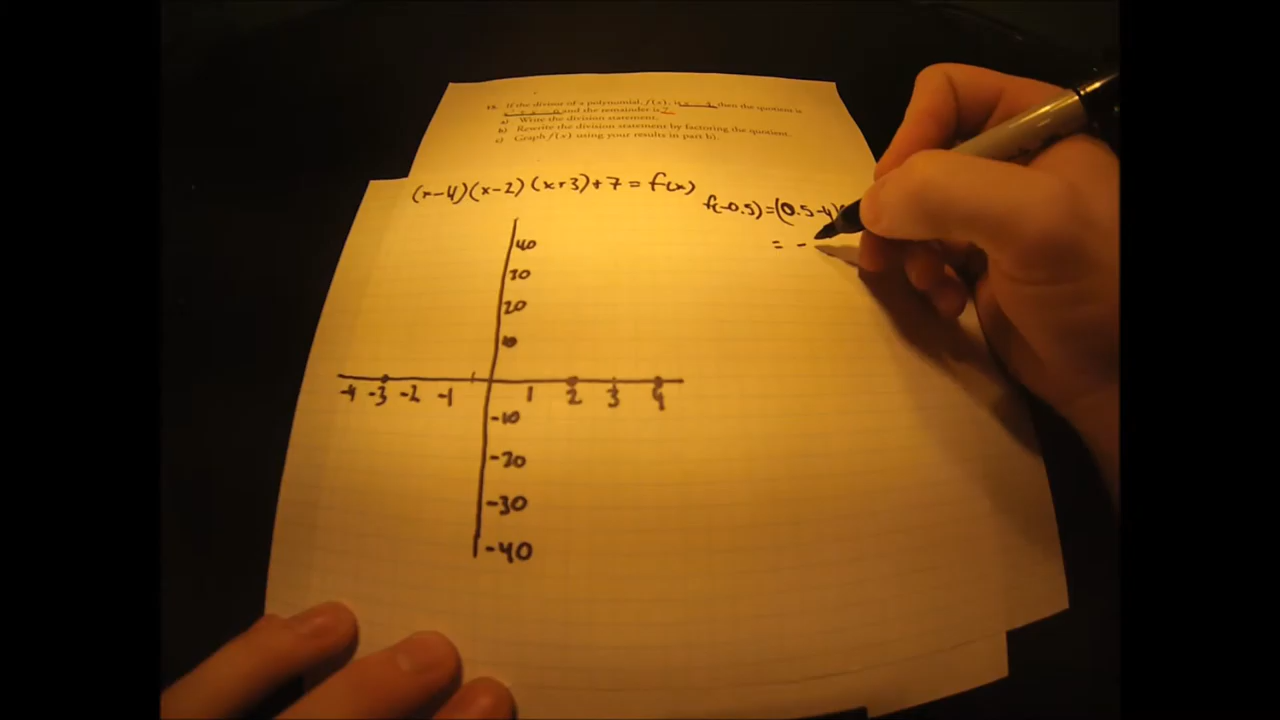 15. If the divisor of a polynomial, f(x), is x - 4, then the quotient is
x² + x - 6 and the remainder is 7.
a) Write the division statement.
b) Rewrite the division statement by factoring the quotient.
c) Graph f(x) using your results in part b).
(x-4)(x-2)(x+3)+7=f(x)
f(-0.5)=(0.5-4)(
= -
40
30
20
10
-4 -3 -2 -1 1 2 3 4
-10
-20
-30
-40